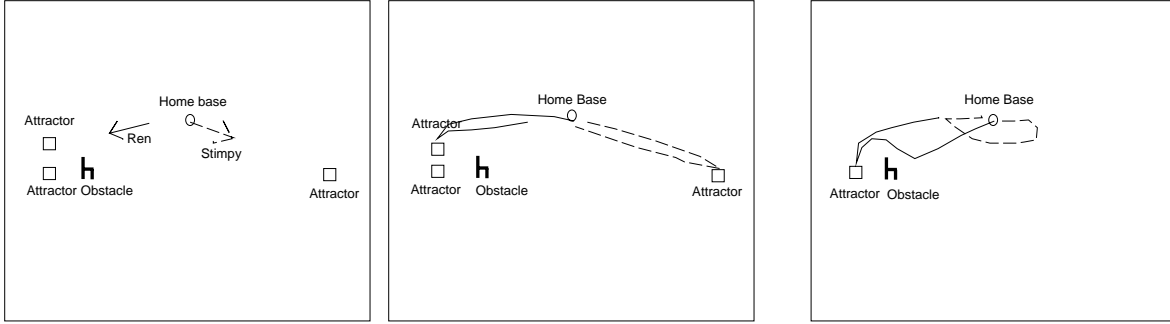 Home base
Attractor
Ren
Stimpy
Attractor Obstacle
Attractor
Home Base
Attractor
Attractor
Obstacle
Attractor
Home Base
Attractor
Obstacle